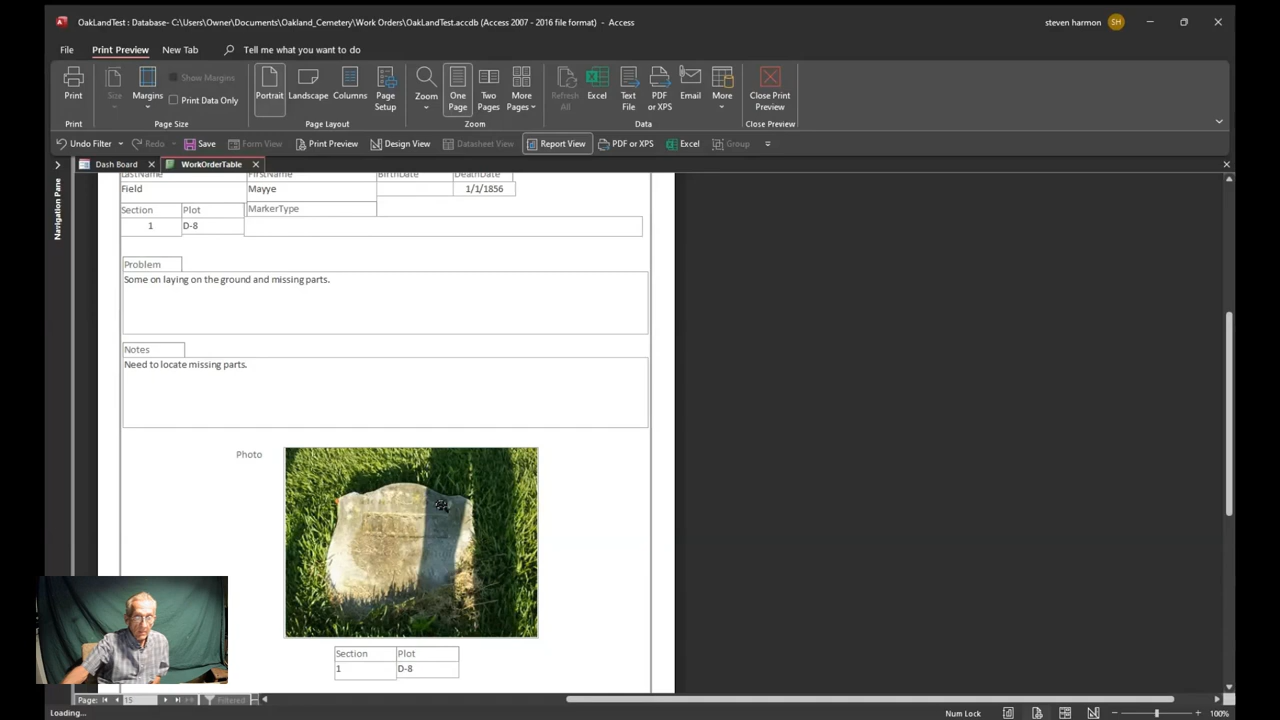 OakLandTest : Database- C:\Users\Owner\Documents\Oakland_Cemetery\Work Orders\OakLandTest.accdb (Access 2007 - 2016 file format) - Access
steven harmon SH
File Print Preview New Tab Tell me what you want to do
Print Size Margins Show Margins Print Data Only Portrait Landscape Columns Page Setup Zoom One Page Two Pages More Pages Refresh All Excel Text File PDF or XPS Email More Close Print Preview
Print Page Size Page Layout Zoom Data Close Preview
Undo Filter Redo Save Form View Print Preview Design View Datasheet View Report View PDF or XPS Excel Group
Dash Board WorkOrderTable
Navigation Pane
LastName FirstName BirthDate DeathDate
Field Mayye 1/1/1856
Section Plot MarkerType
1 D-8
Problem
Some on laying on the ground and missing parts.
Notes
Need to locate missing parts.
Photo
Section Plot
1 D-8
Page: 15 Filtered
Loading... Num Lock 100%